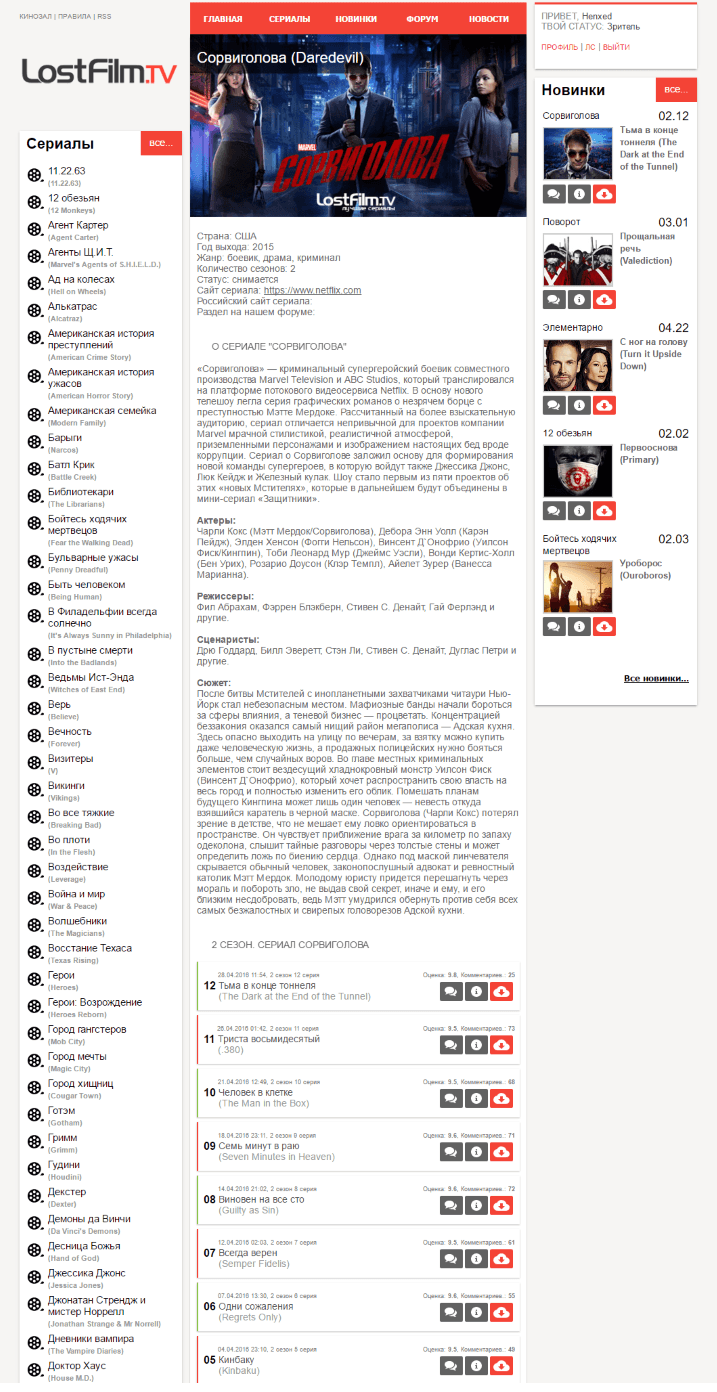 КИНОЗАЛ | ПРАВИЛА | RSS
LostFilm.TV
Сериалы
все...
11.22.63
(11.22.63)
12 обезьян
(12 Monkeys)
Агент Картер
(Agent Carter)
Агенты Щ.И.Т.
(Marvel's Agents of S.H.I.E.L.D.)
Ад на колесах
(Hell on Wheels)
Алькатрас
(Alcatraz)
Американская история
преступлений
(American Crime Story)
Американская история
ужасов
(American Horror Story)
Американская семейка
(Modern Family)
Барыги
(Narcos)
Батл Крик
(Battle Creek)
Библиотекари
(The Librarians)
Бойтесь ходячих
мертвецов
(Fear the Walking Dead)
Бульварные ужасы
(Penny Dreadful)
Быть человеком
(Being Human)
В Филадельфии всегда
солнечно
(It's Always Sunny in Philadelphia)
В пустыне смерти
(Into the Badlands)
Ведьмы Ист-Энда
(Witches of East End)
Верь
(Believe)
Вечность
(Forever)
Визитеры
(V)
Викинги
(Vikings)
Во все тяжкие
(Breaking Bad)
Во плоти
(In the Flesh)
Воздействие
(Leverage)
Война и мир
(War & Peace)
Волшебники
(The Magicians)
Восстание Техаса
(Texas Rising)
Герои
(Heroes)
Герои: Возрождение
(Heroes Reborn)
Город гангстеров
(Mob City)
Город мечты
(Magic City)
Город хищниц
(Cougar Town)
Готэм
(Gotham)
Гримм
(Grimm)
Гудини
(Houdini)
Декстер
(Dexter)
Демоны да Винчи
(Da Vinci's Demons)
Десница Божья
(Hand of God)
Джессика Джонс
(Jessica Jones)
Джонатан Стрендж и
мистер Норрелл
(Jonathan Strange & Mr Norrell)
Дневники вампира
(The Vampire Diaries)
Доктор Хаус
(House M.D.)
ГЛАВНАЯ СЕРИАЛЫ НОВИНКИ ФОРУМ НОВОСТИ
Сорвиголова (Daredevil)
MARVEL
СОРВИГОЛОВА
LostFilm.TV
лучшие сериалы
Страна: США
Год выхода: 2015
Жанр: боевик, драма, криминал
Количество сезонов: 2
Статус: снимается
Сайт сериала: https://www.netflix.com
Российский сайт сериала:
Раздел на нашем форуме:
О СЕРИАЛЕ "СОРВИГОЛОВА"
«Сорвиголова» — криминальный супергеройский боевик совместного
производства Marvel Television и ABC Studios, который транслировался
на платформе потокового видеосервиса Netflix. В основу нового
телешоу легла серия графических романов о незрячем борце с
преступностью Мэтте Мердоке. Рассчитанный на более взыскательную
аудиторию, сериал отличается непривычной для проектов компании
Marvel мрачной стилистикой, реалистичной атмосферой,
приземленными персонажами и изображением настоящих бед вроде
коррупции. Сериал о Сорвиголове заложил основу для формирования
новой команды супергероев, в которую войдут также Джессика Джонс,
Люк Кейдж и Железный кулак. Шоу стало первым из пяти проектов об
этих «новых Мстителях», которые в дальнейшем будут объединены в
мини-сериал «Защитники».
Актеры:
Чарли Кокс (Мэтт Мердок/Сорвиголова), Дебора Энн Уолл (Карэн
Пейдж), Элден Хенсон (Фогги Нельсон), Винсент Д`Онофрио (Уилсон
Фиск/Кингпин), Тоби Леонард Мур (Джеймс Уэсли), Вонди Кертис-Холл
(Бен Урих), Розарио Доусон (Клэр Темпл), Айелет Зурер (Ванесса
Марианна).
Режиссеры:
Фил Абрахам, Фэррен Блэкберн, Стивен С. Денайт, Гай Ферлэнд и
другие.
Сценаристы:
Дрю Годдард, Билл Эверетт, Стэн Ли, Стивен С. Денайт, Дуглас Петри и
другие.
Сюжет:
После битвы Мстителей с инопланетными захватчиками читаури Нью-
Йорк стал небезопасным местом. Мафиозные банды начали бороться
за сферы влияния, а теневой бизнес — процветать. Концентрацией
беззакония оказался самый нищий район мегаполиса — Адская кухня.
Здесь опасно выходить на улицу по вечерам, за взятку можно купить
даже человеческую жизнь, а продажных полицейских нужно бояться
больше, чем случайных воров. Во главе местных криминальных
элементов стоит вездесущий хладнокровный монстр Уилсон Фиск
(Винсент Д`Онофрио), который хочет распространить свою власть на
весь город и полностью изменить его облик. Помешать планам
будущего Кингпина может лишь один человек — невесть откуда
взявшийся каратель в черной маске. Сорвиголова (Чарли Кокс) потерял
зрение в детстве, что не мешает ему ловко ориентироваться в
пространстве. Он чувствует приближение врага за километр по запаху
одеколона, слышит тайные разговоры через толстые стены и может
определить ложь по биению сердца. Однако под маской линчевателя
скрывается обычный человек, законопослушный адвокат и ревностный
католик Мэтт Мердок. Молодому юристу придется перешагнуть через
мораль и побороть зло, не выдав свой секрет, иначе и ему, и его
близким несдобровать, ведь Мэтт умудрился обернуть против себя всех
самых безжалостных и свирепых головорезов Адской кухни.
2 СЕЗОН. СЕРИАЛ СОРВИГОЛОВА
28.04.2016 11:54, 2 сезон 12 серия Оценка: 9.8, Комментариев.: 25
12 Тьма в конце тоннеля
(The Dark at the End of the Tunnel)
26.04.2016 01:42, 2 сезон 11 серия Оценка: 9.5, Комментариев.: 73
11 Триста восьмидесятый
(.380)
21.04.2016 12:49, 2 сезон 10 серия Оценка: 9.5, Комментариев.: 68
10 Человек в клетке
(The Man in the Box)
18.04.2016 23:11, 2 сезон 9 серия Оценка: 9.6, Комментариев.: 71
09 Семь минут в раю
(Seven Minutes in Heaven)
14.04.2016 21:02, 2 сезон 8 серия Оценка: 9.6, Комментариев.: 72
08 Виновен на все сто
(Guilty as Sin)
12.04.2016 02:03, 2 сезон 7 серия Оценка: 9.5, Комментариев.: 61
07 Всегда верен
(Semper Fidelis)
07.04.2016 13:30, 2 сезон 6 серия Оценка: 9.6, Комментариев.: 55
06 Одни сожаления
(Regrets Only)
04.04.2016 23:10, 2 сезон 5 серия Оценка: 9.5, Комментариев.: 49
05 Кинбаку
(Kinbaku)
ПРИВЕТ, Henxed
ТВОЙ СТАТУС: Зритель
ПРОФИЛЬ | ЛС | ВЫЙТИ
Новинки
все...
Сорвиголова 02.12
Тьма в конце
тоннеля (The
Dark at the End
of the Tunnel)
Поворот 03.01
Прощальная
речь
(Valediction)
Элементарно 04.22
С ног на голову
(Turn it Upside
Down)
12 обезьян 02.02
Первооснова
(Primary)
Бойтесь ходячих
мертвецов 02.03
Уроборос
(Ouroboros)
Все новинки...